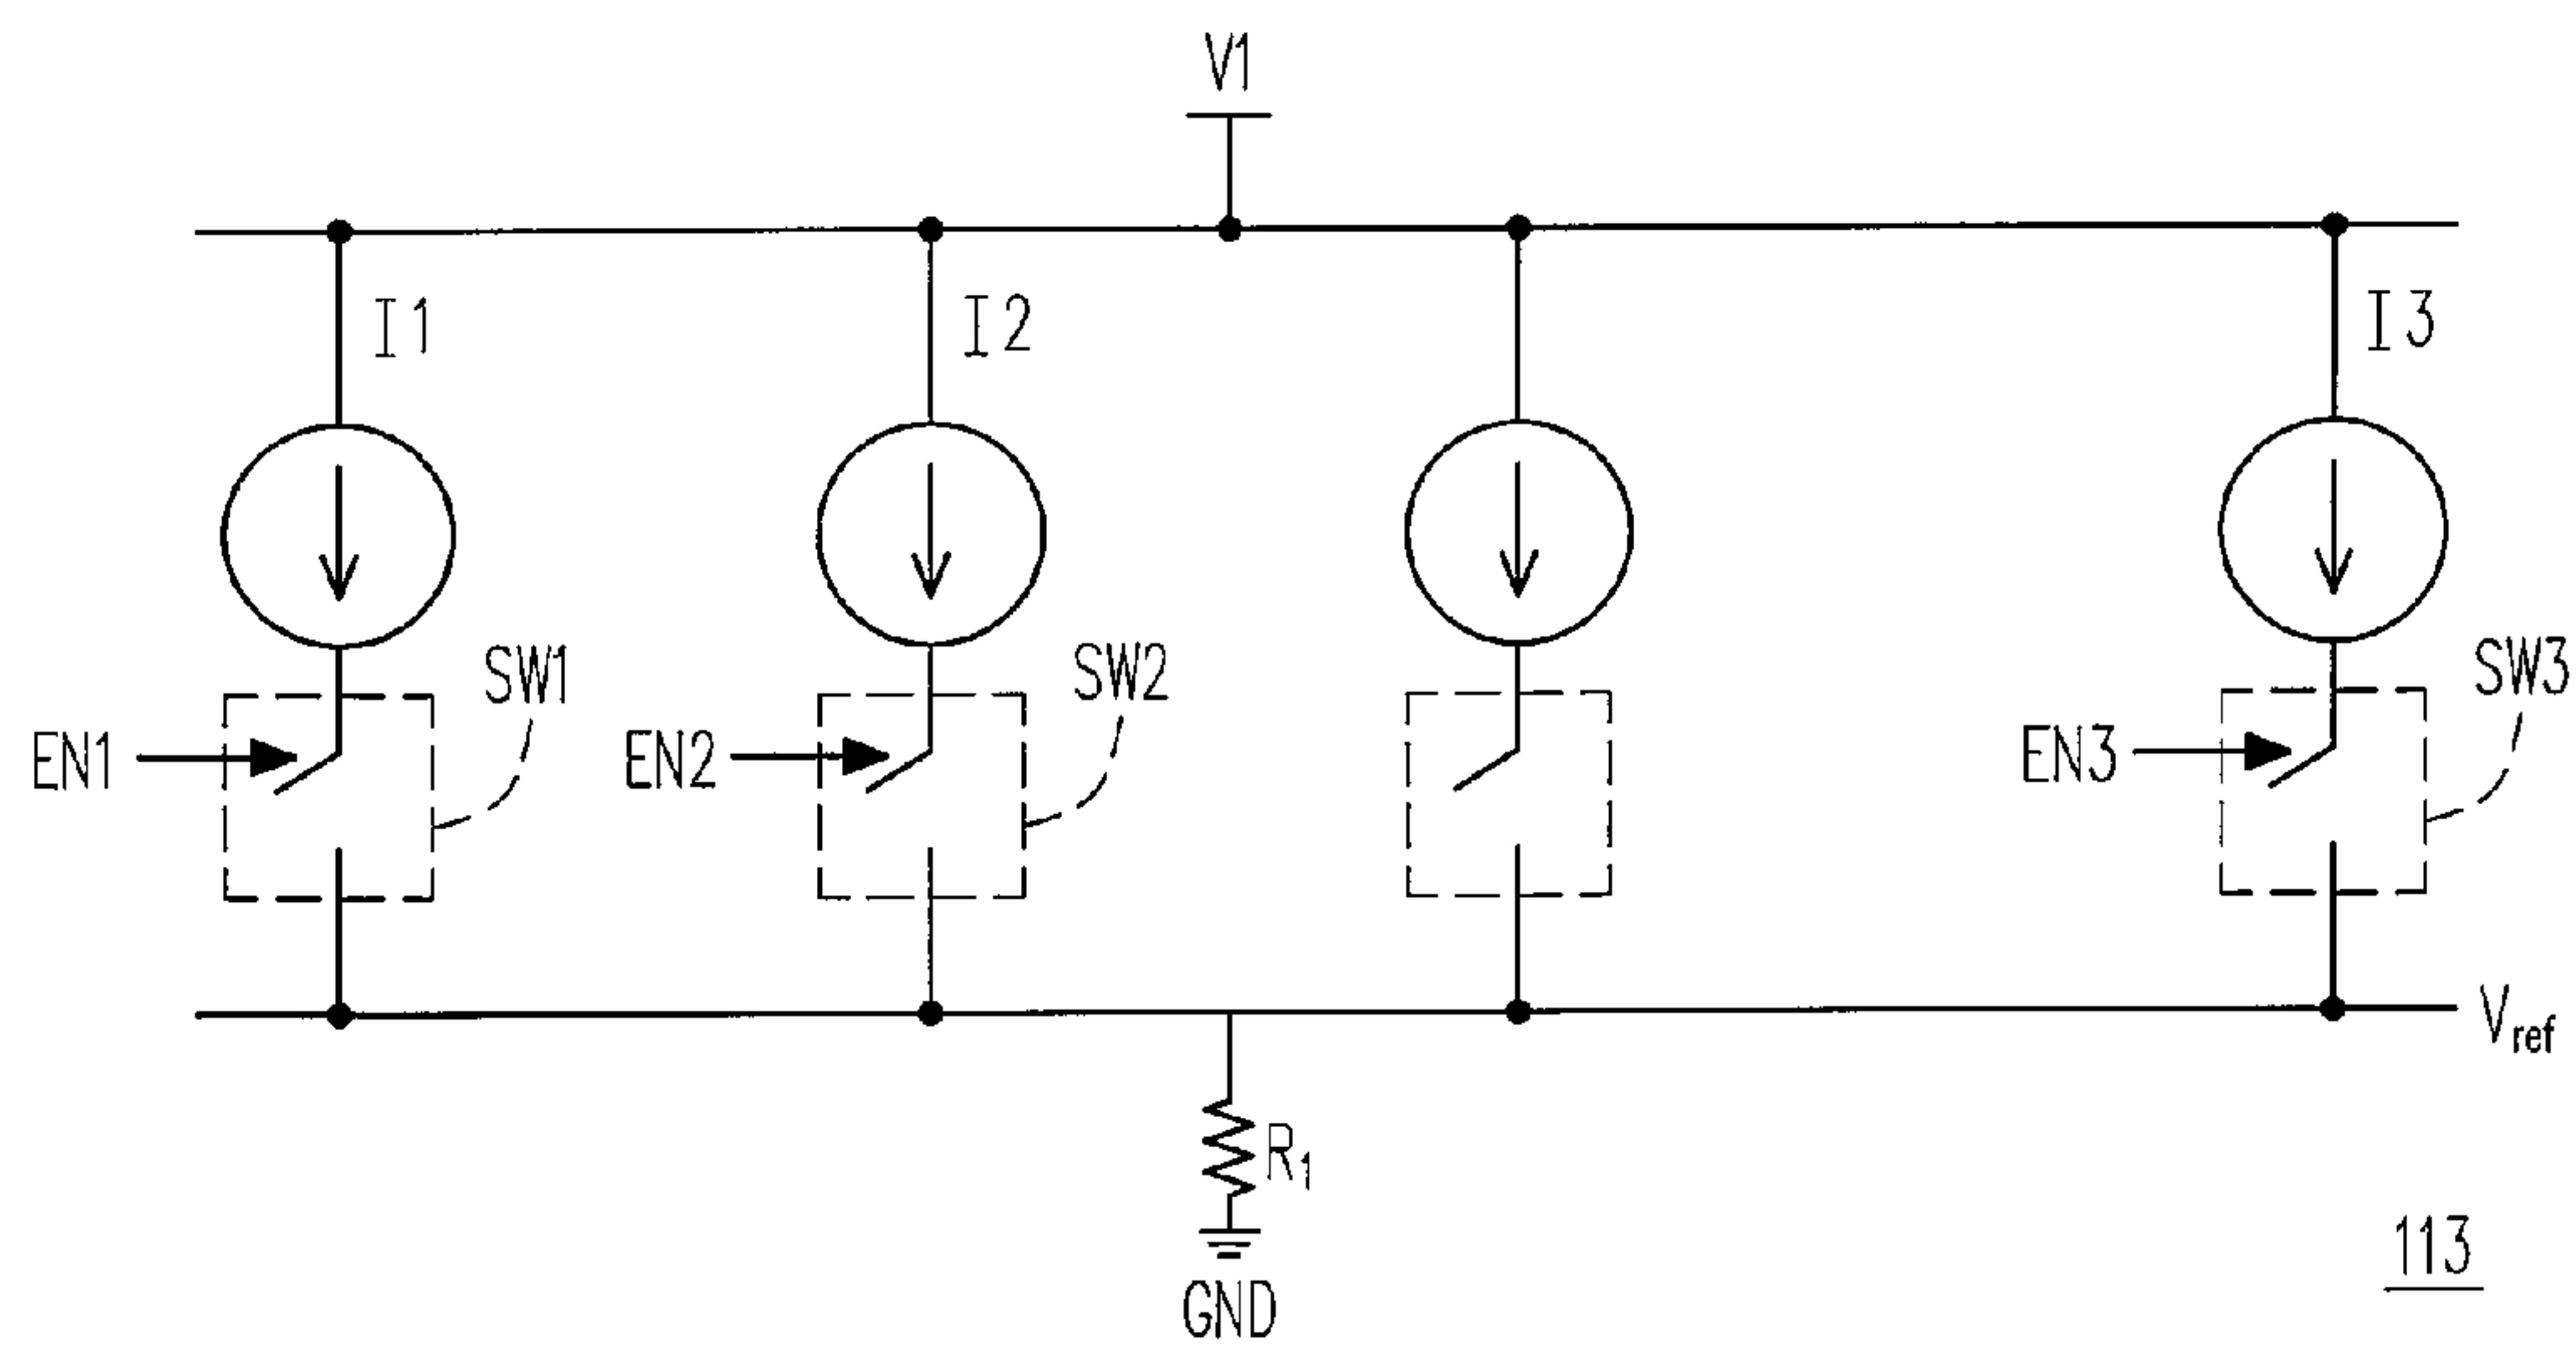 V1
I1
I2
I3
SW1
SW2
SW3
EN1
EN2
EN3
Vref
R1
GND
113